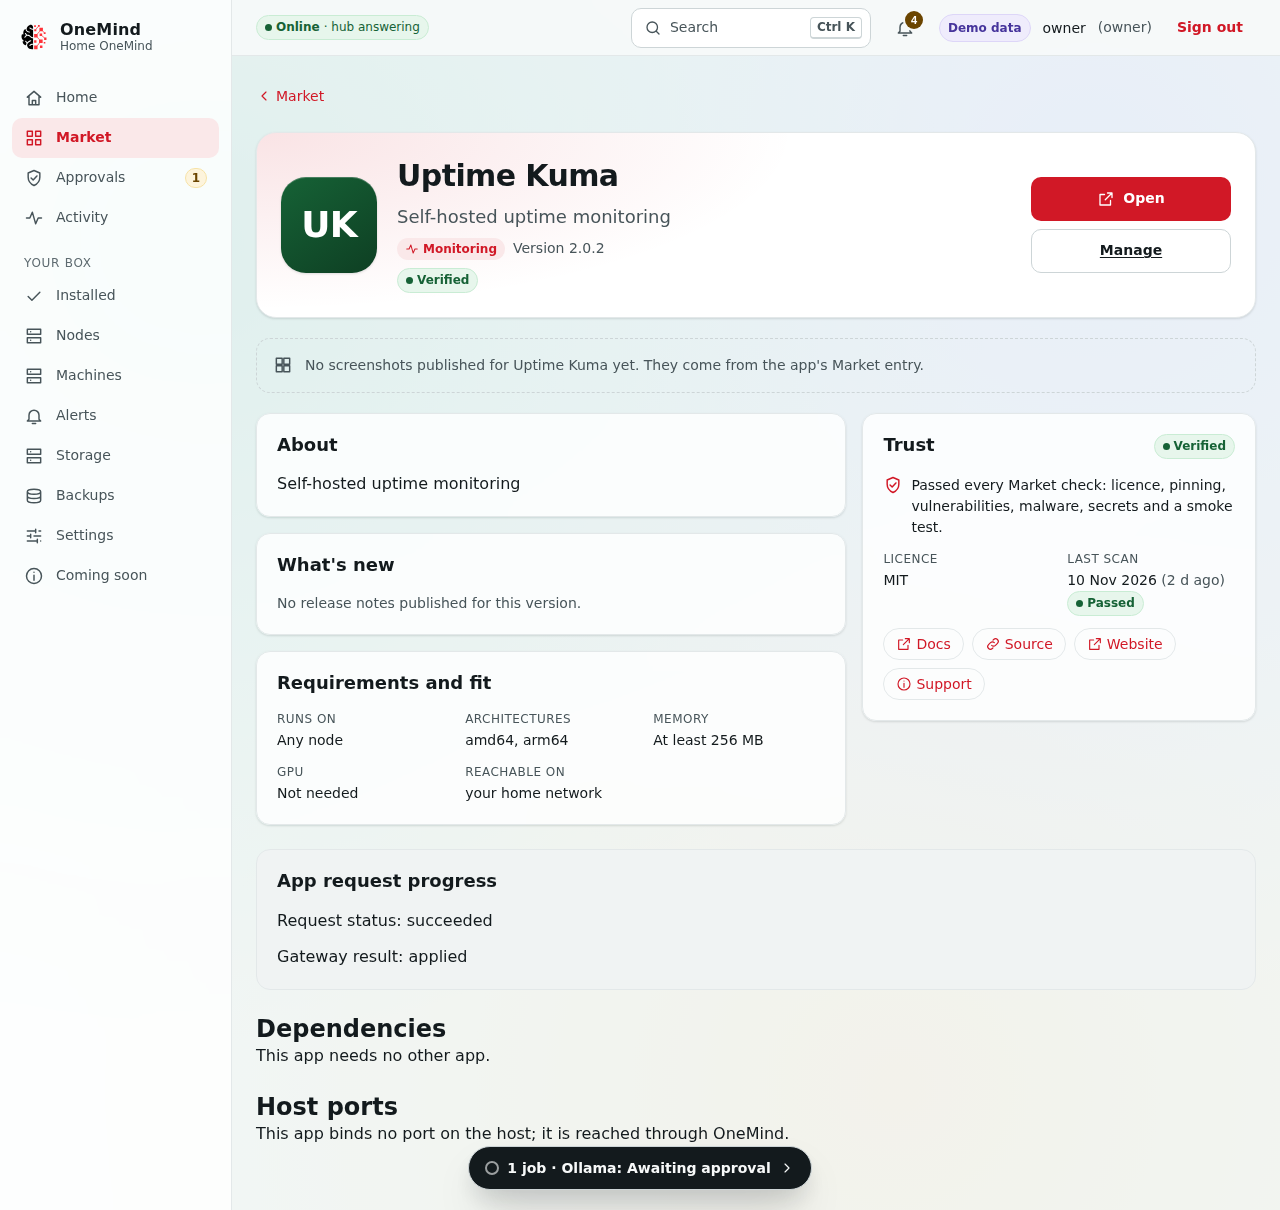 OneMind
Home OneMind
Home
Market
Approvals
1
Activity
YOUR BOX
Installed
Nodes
Machines
Alerts
Storage
Backups
Settings
Coming soon
Online · hub answering
Search
Ctrl K
4
Demo data
owner
(owner)
Sign out
Market
UK
Uptime Kuma
Self-hosted uptime monitoring
Monitoring
Version 2.0.2
Verified
Open
Manage
No screenshots published for Uptime Kuma yet. They come from the app's Market entry.
About
Self-hosted uptime monitoring
What's new
No release notes published for this version.
Requirements and fit
RUNS ON
Any node
ARCHITECTURES
amd64, arm64
MEMORY
At least 256 MB
GPU
Not needed
REACHABLE ON
your home network
Trust
Verified
Passed every Market check: licence, pinning,
vulnerabilities, malware, secrets and a smoke
test.
LICENCE
MIT
LAST SCAN
10 Nov 2026 (2 d ago)
Passed
Docs
Source
Website
Support
App request progress
Request status: succeeded
Gateway result: applied
Dependencies
This app needs no other app.
Host ports
This app binds no port on the host; it is reached through OneMind.
1 job · Ollama: Awaiting approval